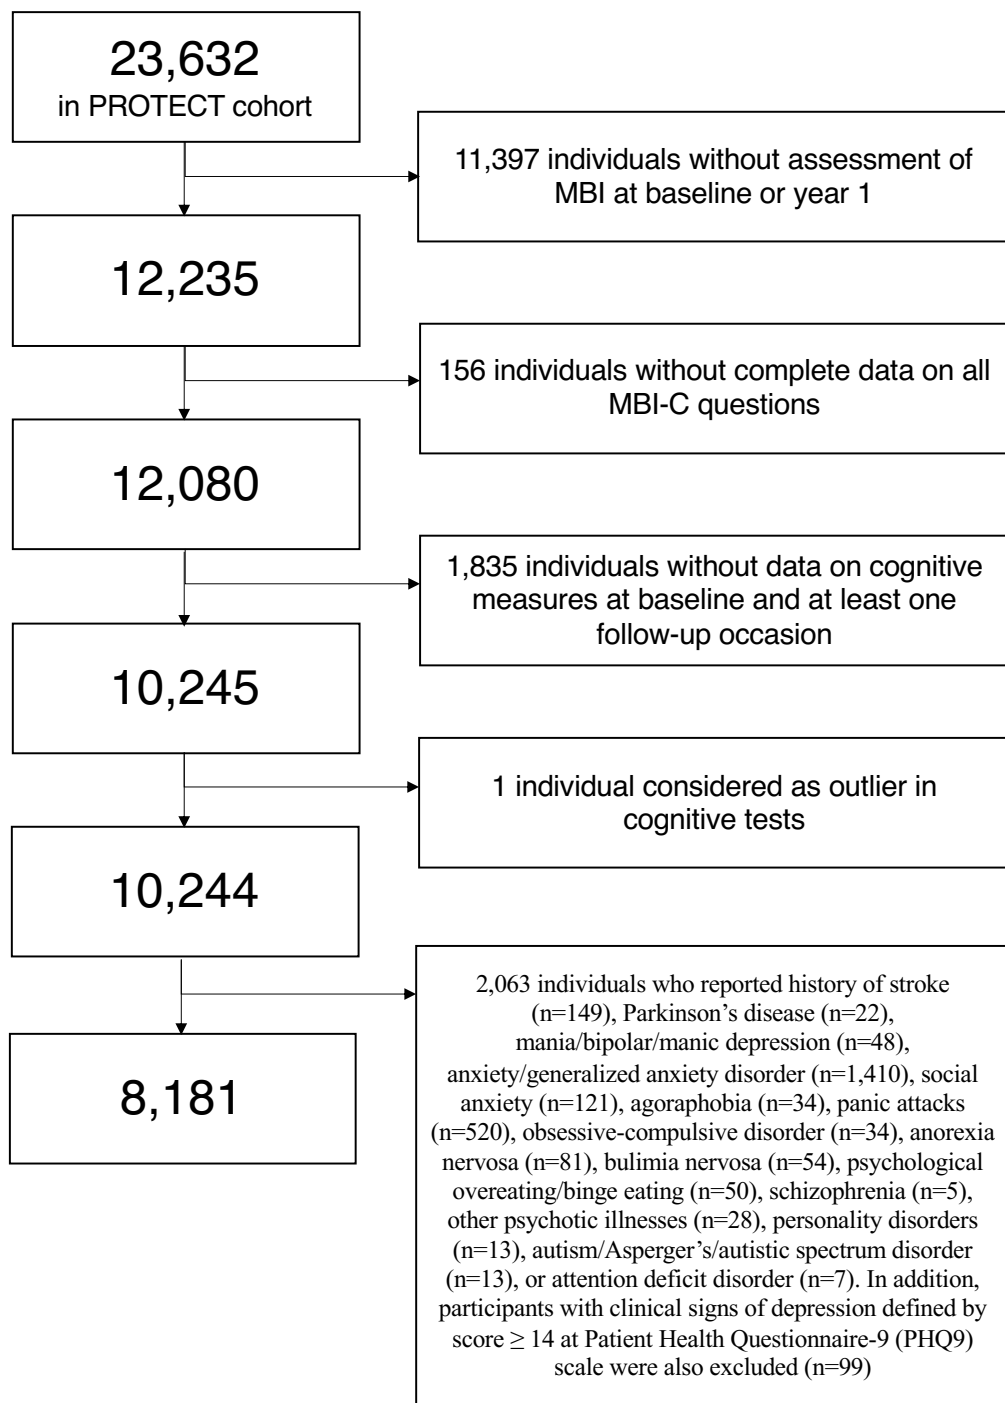 23,632
in PROTECT cohort
11,397 individuals without assessment of
MBI at baseline or year 1
12,235
156 individuals without complete data on all
MBI-C questions
12,080
1,835 individuals without data on cognitive
measures at baseline and at least one
follow-up occasion
10,245
1 individual considered as outlier in
cognitive tests
10,244
2,063 individuals who reported history of stroke
(n=149), Parkinson’s disease (n=22),
mania/bipolar/manic depression (n=48),
anxiety/generalized anxiety disorder (n=1,410), social
anxiety (n=121), agoraphobia (n=34), panic attacks
(n=520), obsessive-compulsive disorder (n=34), anorexia
nervosa (n=81), bulimia nervosa (n=54), psychological
overeating/binge eating (n=50), schizophrenia (n=5),
other psychotic illnesses (n=28), personality disorders
(n=13), autism/Asperger’s/autistic spectrum disorder
(n=13), or attention deficit disorder (n=7). In addition,
participants with clinical signs of depression defined by
score ≥ 14 at Patient Health Questionnaire-9 (PHQ9)
scale were also excluded (n=99)
8,181